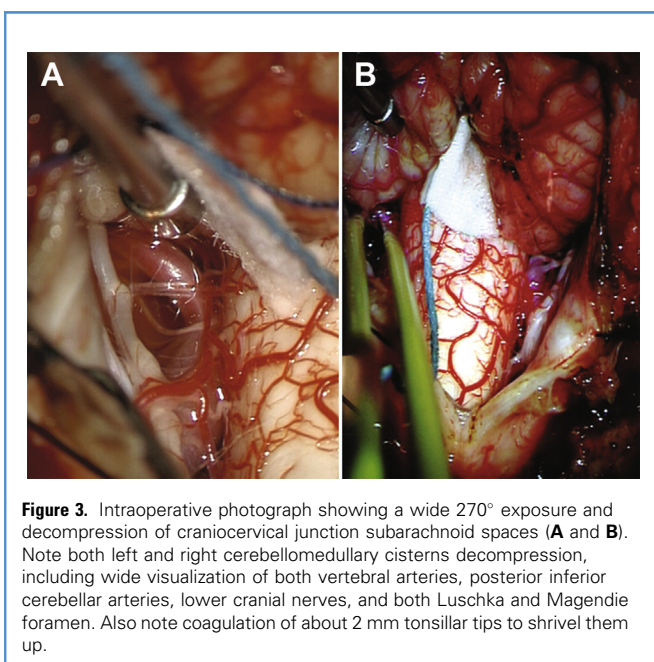 A
B
Figure 3. Intraoperative photograph showing a wide 270° exposure and
decompression of craniocervical junction subarachnoid spaces (A and B).
Note both left and right cerebellomedullary cisterns decompression,
including wide visualization of both vertebral arteries, posterior inferior
cerebellar arteries, lower cranial nerves, and both Luschka and Magendie
foramen. Also note coagulation of about 2 mm tonsillar tips to shrivel them
up.